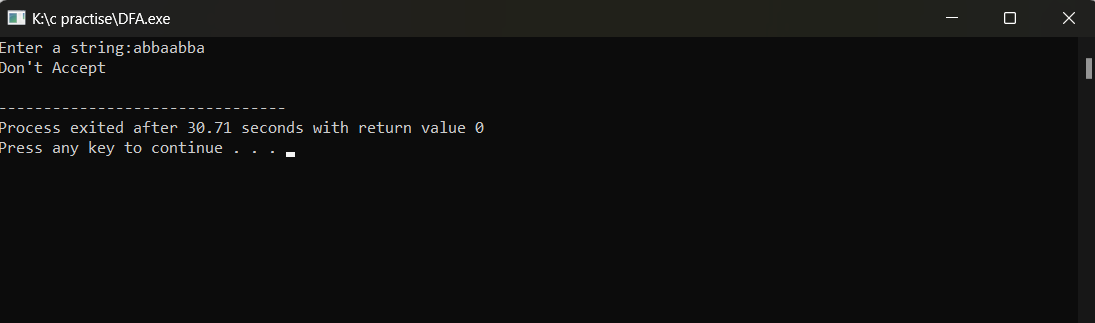 K:\c practise\DFA.exe
Enter a string:abbaabba
Don't Accept
--------------------------------
Process exited after 30.71 seconds with return value 0
Press any key to continue . . .